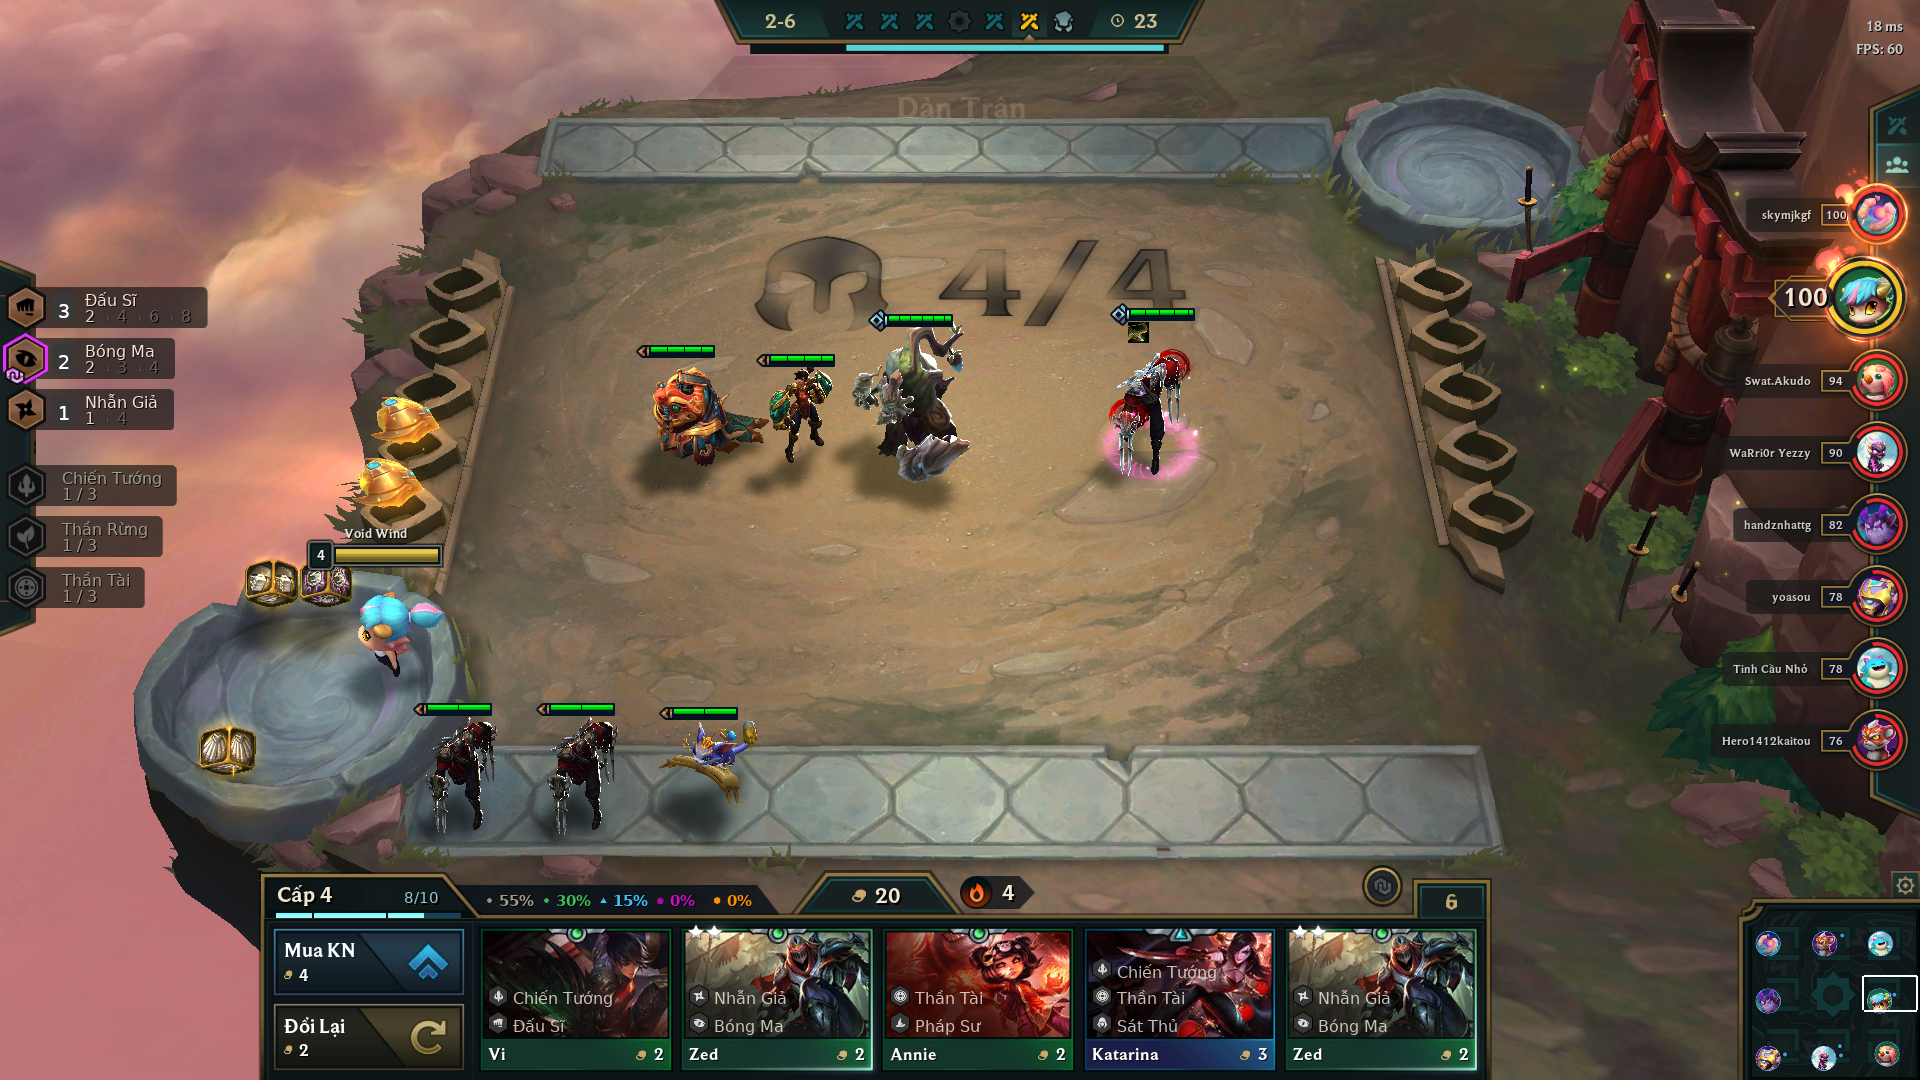 2-6
23
18 ms
FPS: 60
Dàn Trận
4/4
skymjkgf 100
100
Swat.Akudo 94
WaRri0r Yezzy 90
handznhattg 82
yoasou 78
Tinh Cầu Nhỏ 78
Hero1412kaitou 76
3 Đấu Sĩ
2 4 6 8
2 Bóng Ma
2 3 4
1 Nhẫn Giả
1 4
Chiến Tướng
1 / 3
Thần Rừng
1 / 3
Thần Tài
1 / 3
Void Wind
4
Cấp 4 8/10
55% 30% 15% 0% 0%
20
4
6
Mua KN
4
Đổi Lại
2
Chiến Tướng
Đấu Sĩ
Vi 2
Nhẫn Giả
Bóng Ma
Zed 2
Thần Tài
Pháp Sư
Annie 2
Chiến Tướng
Thần Tài
Sát Thủ
Katarina 3
Nhẫn Giả
Bóng Ma
Zed 2